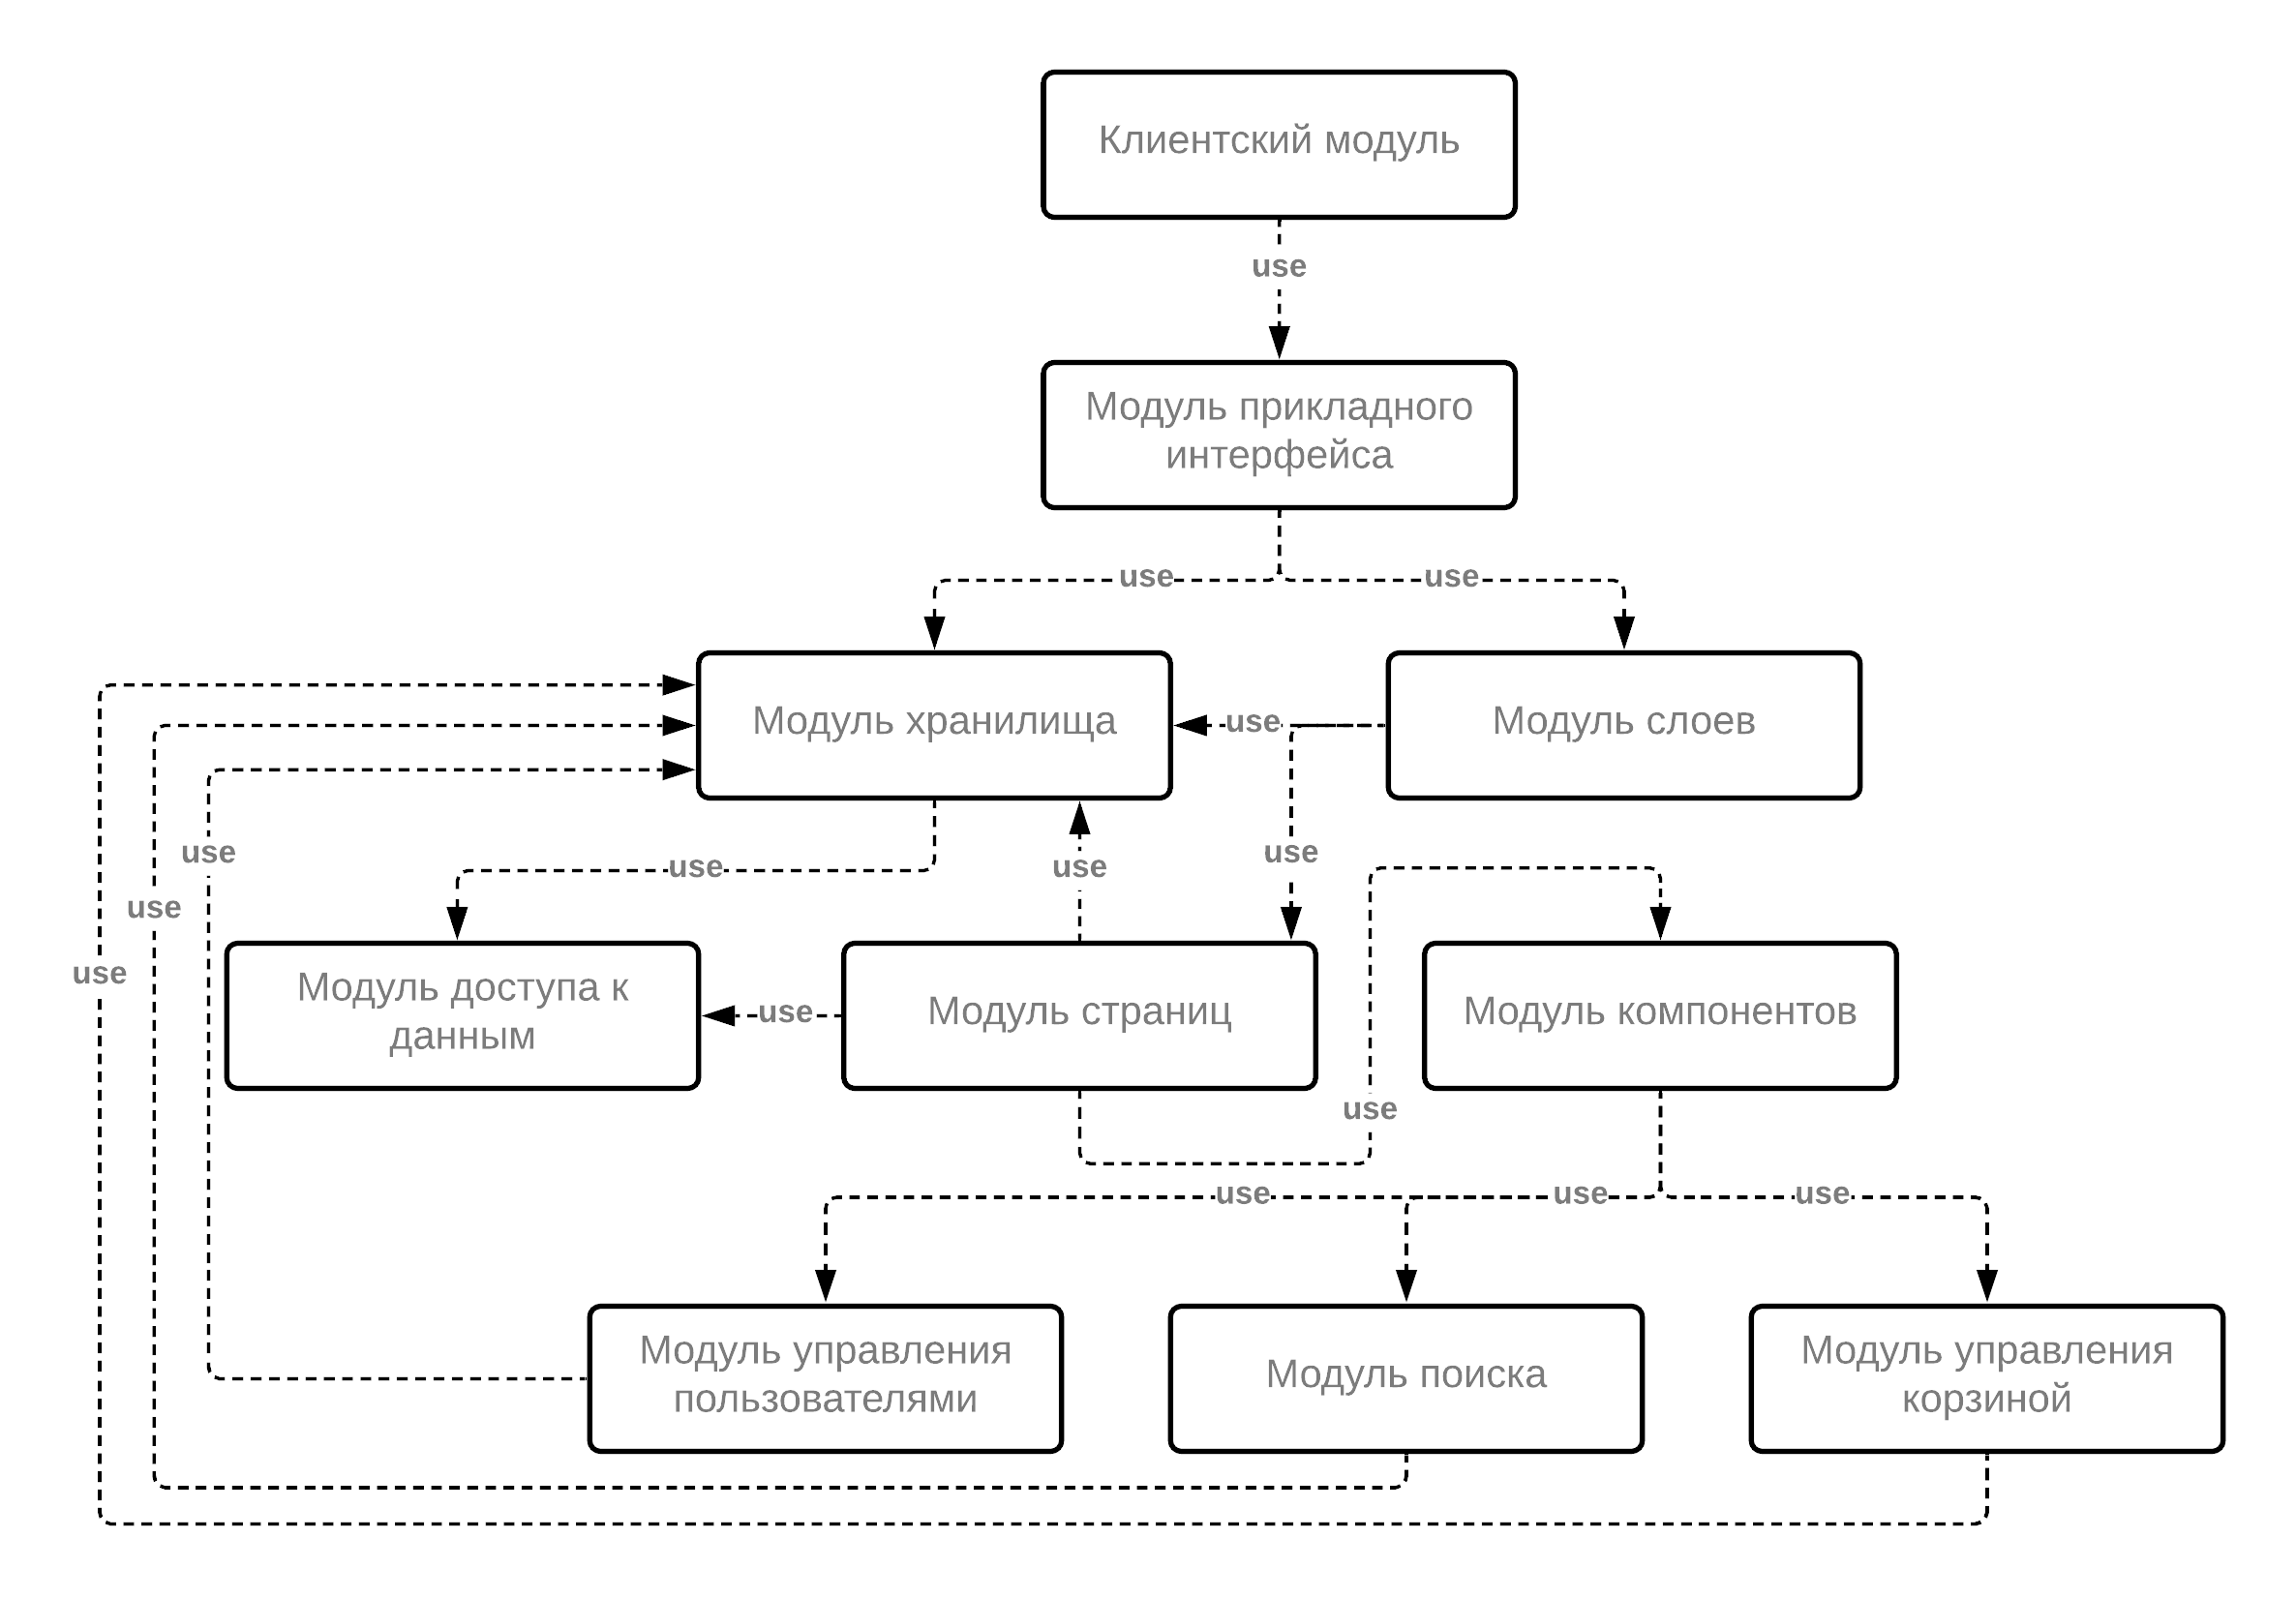 Клиентский модуль
use
Модуль прикладного
интерфейса
use
use
Модуль хранилища
use
Модуль слоев
use
use
use
use
use
use
Модуль доступа к
данным
use
Модуль страниц
Модуль компонентов
use
use
use
use
Модуль управления
пользователями
Модуль поиска
Модуль управления
корзиной